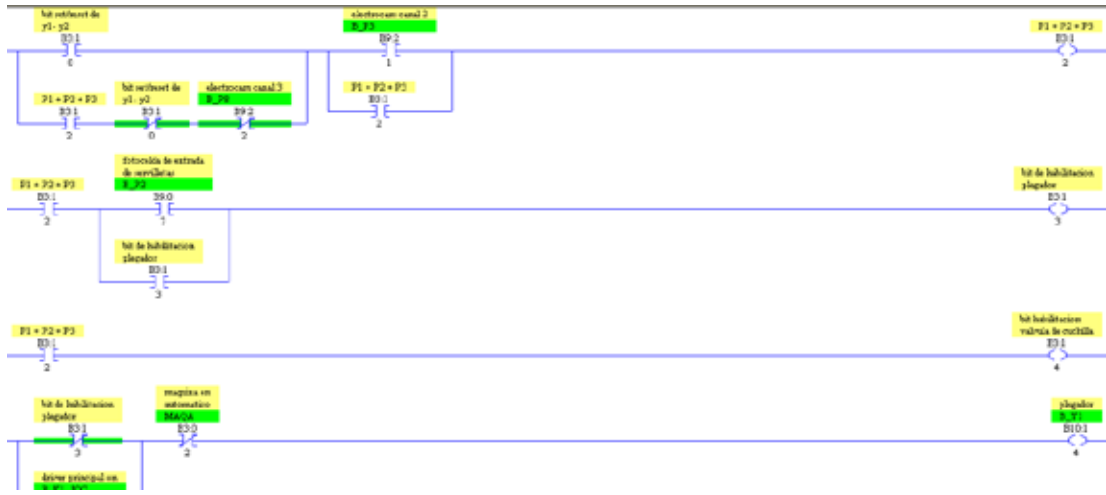 bit set/reset de
y1- y2
B3:1
0
electrocam canal 2
B_P3
B9:2
1
P1 + P2 + P3
B3:1
2
P1 + P2 + P3
B3:1
2
bit set/reset de
y1- y2
B3:1
0
electrocam canal 3
B9:2
2
P1 + P2 + P3
B3:1
2
fotocelda de entrada
de servilletas
B_P2
B9:0
7
P1 + P2 + P3
B3:1
2
bit de habilitacion
plegador
B3:1
3
bit de habilitacion
plegador
B3:1
3
P1 + P2 + P3
B3:1
2
bit habilitacion
valvula de cuchilla
B3:1
4
bit de habilitacion
plegador
B3:1
3
maquina en
automatico
MAQA
B3:0
2
plegador
B_Y1
B10:1
4
driver principal on